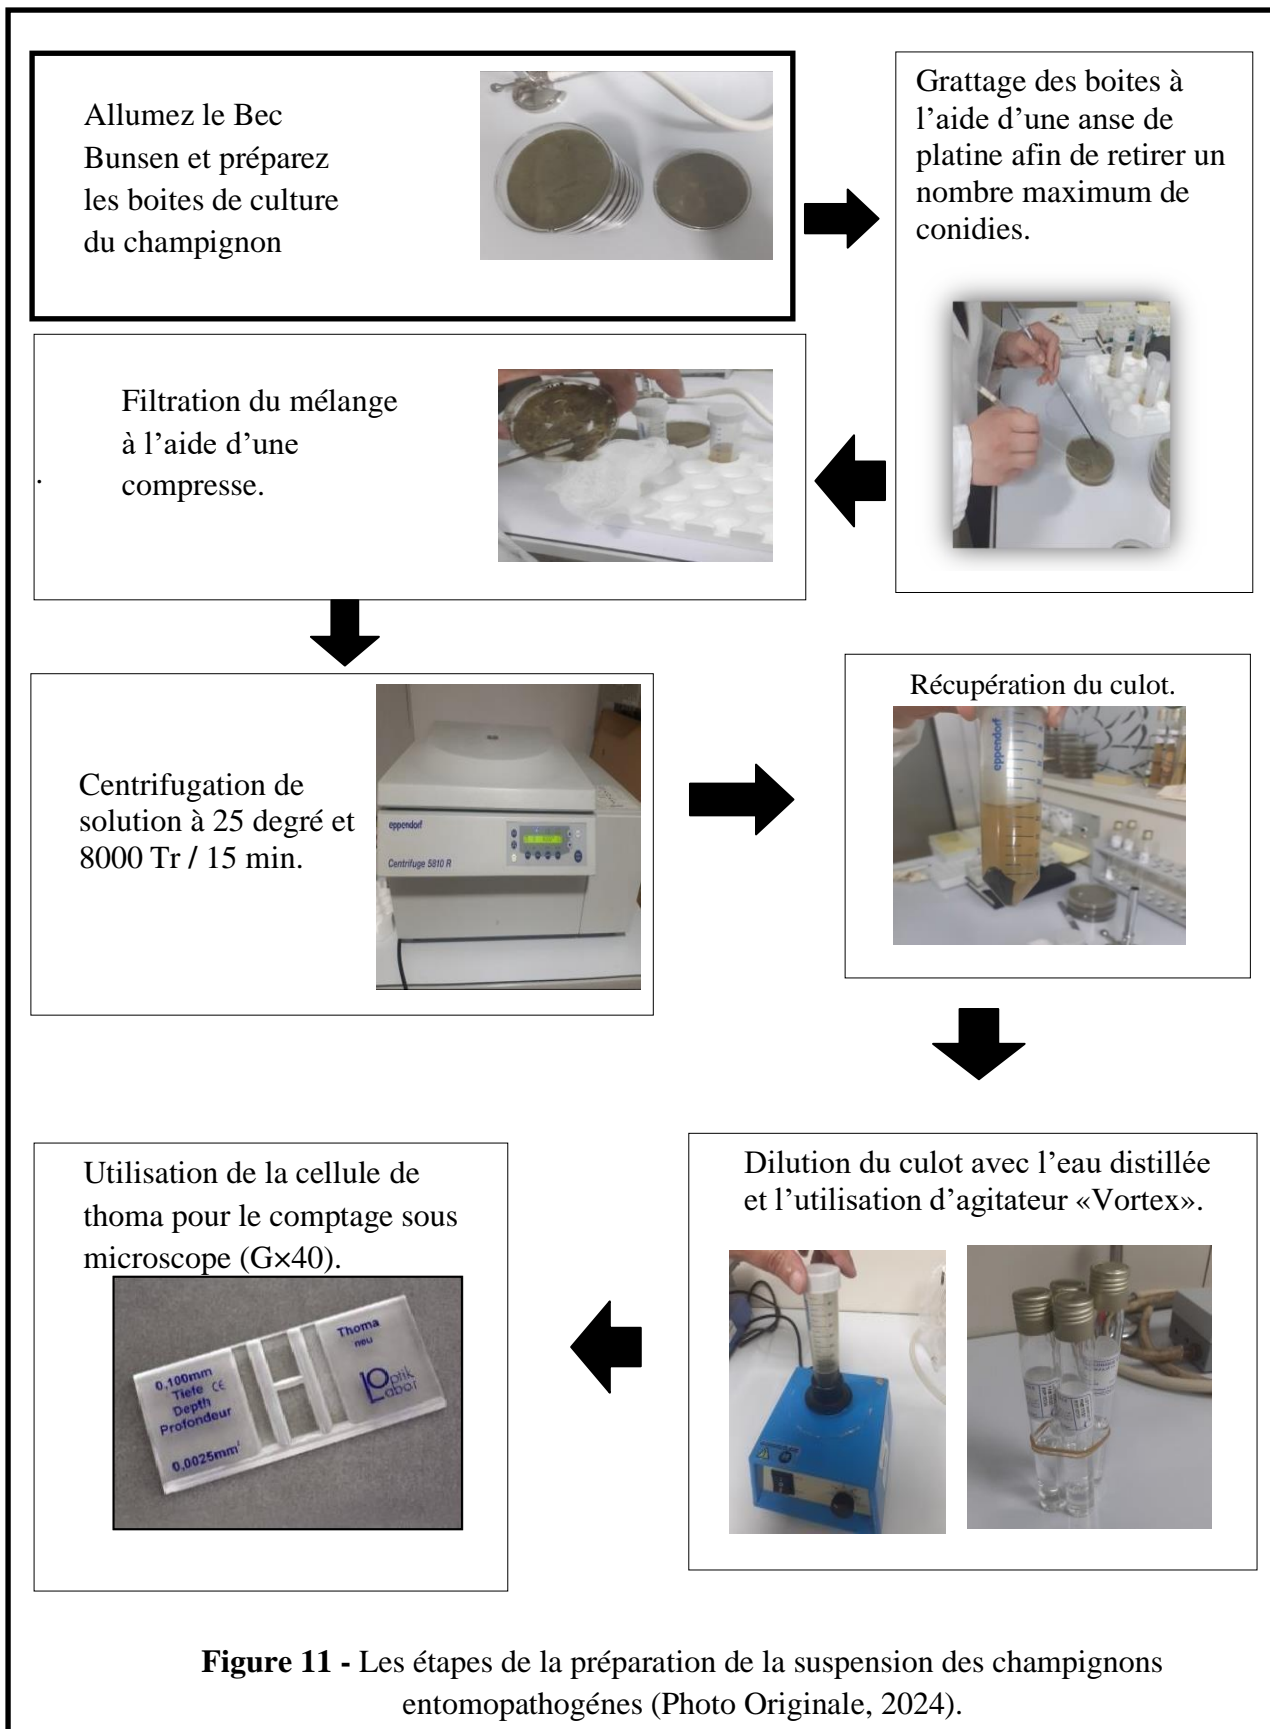 Allumez le Bec
Bunsen et préparez
les boites de culture
du champignon
Grattage des boites à
l’aide d’une anse de
platine afin de retirer un
nombre maximum de
conidies.
Filtration du mélange
à l’aide d’une
compresse.
.
Centrifugation de
solution à 25 degré et
8000 Tr / 15 min.
eppendorf
Centrifuge 5810 R
Récupération du culot.
eppendorf
Dilution du culot avec l’eau distillée
et l’utilisation d’agitateur «Vortex».
Utilisation de la cellule de
thoma pour le comptage sous
microscope (G×40).
Thoma
neu
Optik
Labor
0,100mm
Tiefe CE
Depth
Profondeur
0,0025mm²
Figure 11 - Les étapes de la préparation de la suspension des champignons
entomopathogénes (Photo Originale, 2024).